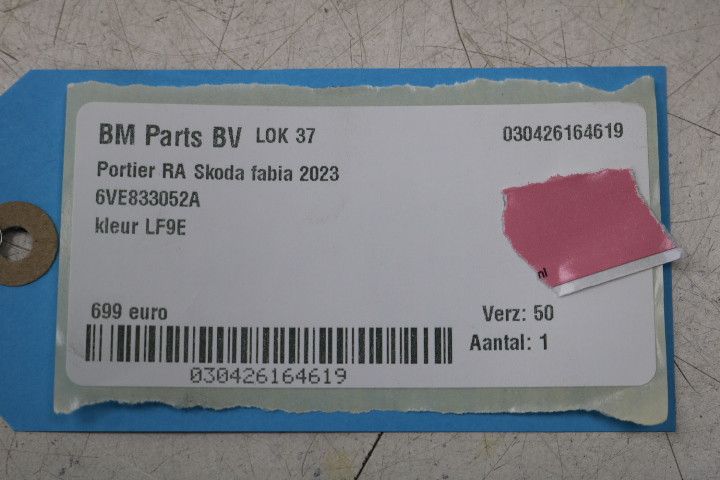 BM Parts BV LOK 37 030426164619
Portier RA Skoda fabia 2023
6VE833052A
kleur LF9E
nl
699 euro Verz: 50
Aantal: 1
030426164619